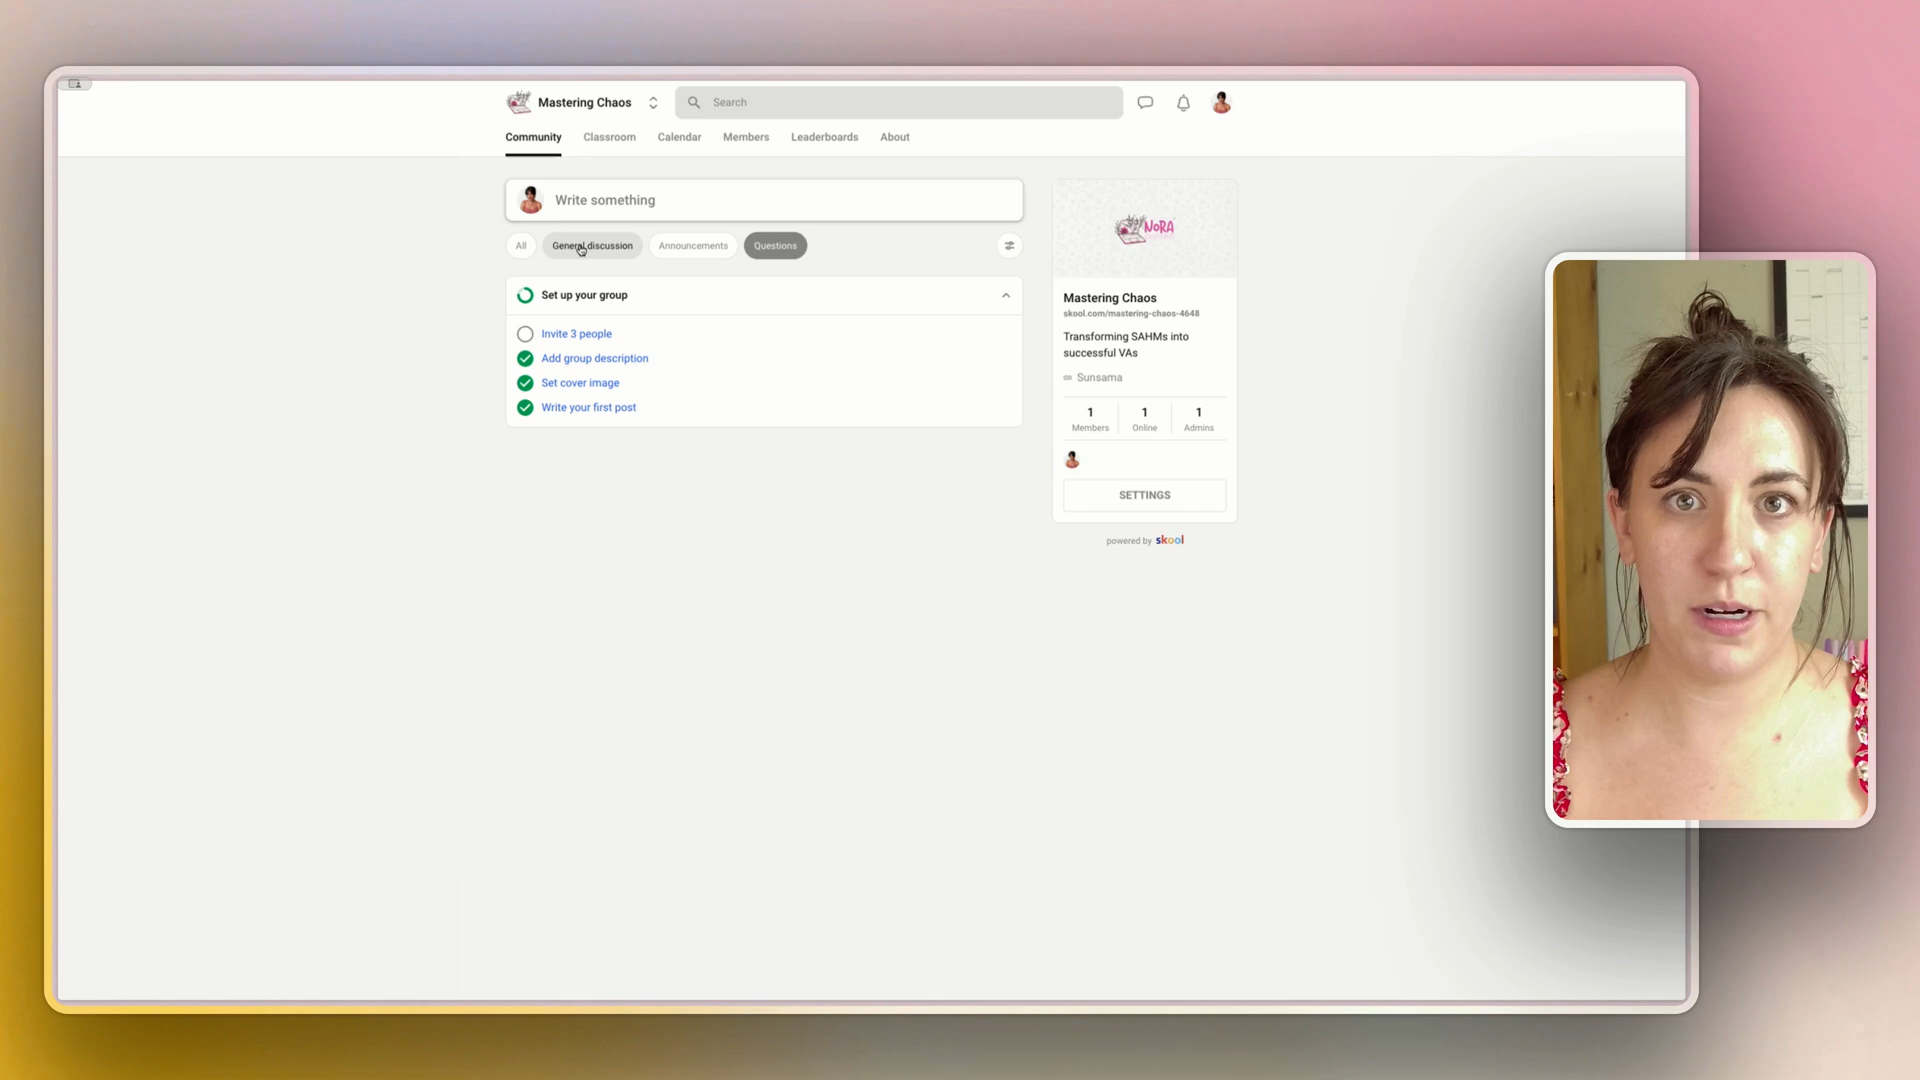 Mastering Chaos
Search
Community
Classroom
Calendar
Members
Leaderboards
About
Write something
All
General discussion
Announcements
Questions
Set up your group
Invite 3 people
Add group description
Set cover image
Write your first post
NORA
Mastering Chaos
skool.com/mastering-chaos-4648
Transforming SAHMs into
successful VAs
Sunsama
1 1 1
Members Online Admins
SETTINGS
powered by skool